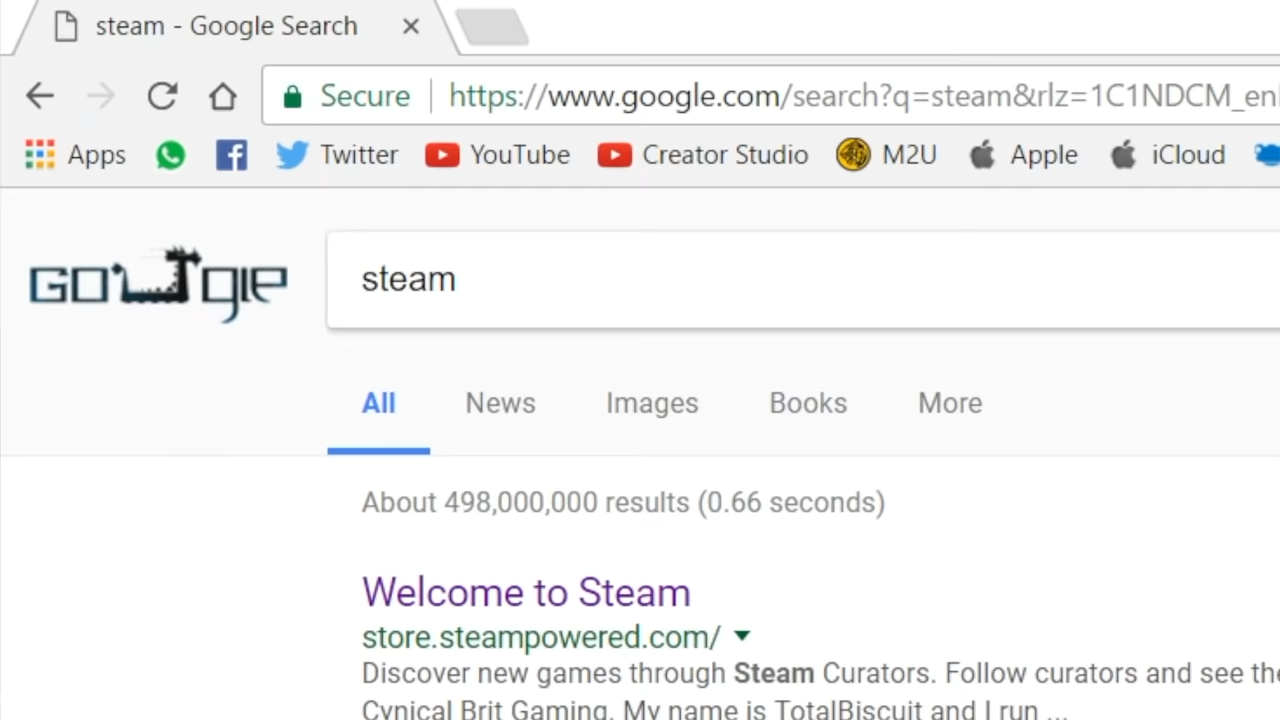 steam - Google Search
Secure https://www.google.com/search?q=steam&rlz=1C1NDCM_en
Apps Twitter YouTube Creator Studio M2U Apple iCloud
Google
steam
All News Images Books More
About 498,000,000 results (0.66 seconds)
Welcome to Steam
store.steampowered.com/
Discover new games through Steam Curators. Follow curators and see the
Cynical Brit Gaming. My name is TotalBiscuit and I run ...